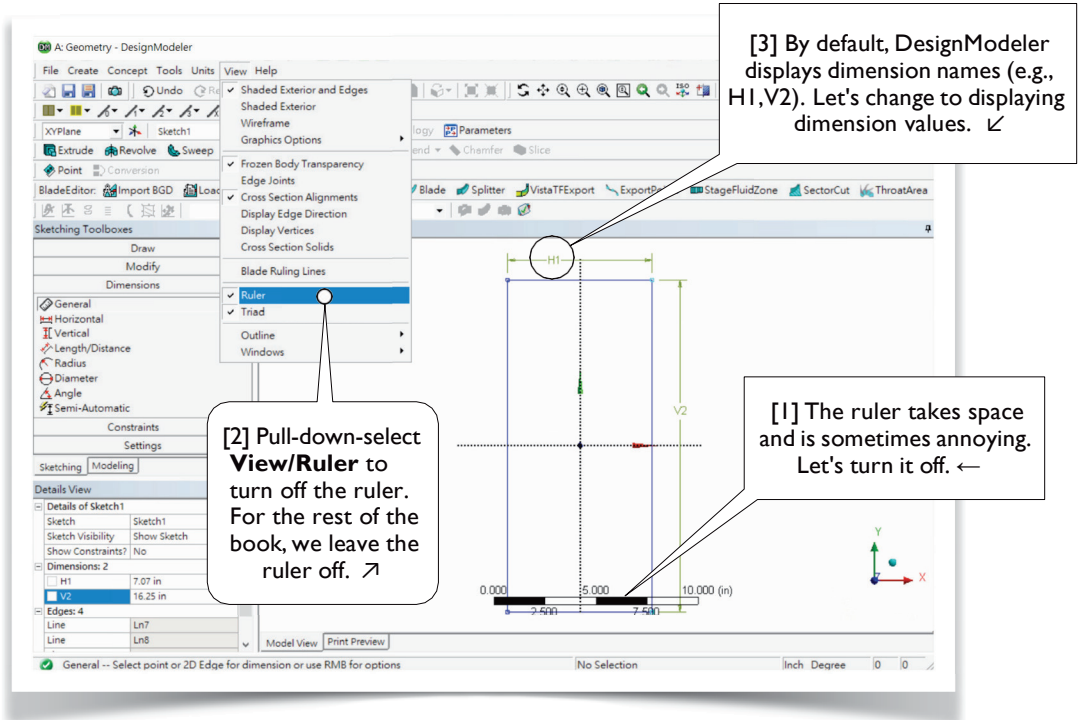 A: Geometry - DesignModeler
File Create Concept Tools Units View Help
Undo
XYPlane Sketch1
Extrude Revolve Sweep
Point Conversion
BladeEditor: Import BGD
Shaded Exterior and Edges
Shaded Exterior
Wireframe
Graphics Options
Frozen Body Transparency
Edge Joints
Cross Section Alignments
Display Edge Direction
Display Vertices
Cross Section Solids
Blade Ruling Lines
Ruler
Triad
Outline
Windows
ISO
Parameters
Chamfer Slice
Blade Splitter VistaTFExport StageFluidZone SectorCut ThroatArea
[3] By default, DesignModeler
displays dimension names (e.g.,
H1,V2). Let's change to displaying
dimension values. ↙
Sketching Toolboxes
Draw
Modify
Dimensions
General
Horizontal
Vertical
Length/Distance
Radius
Diameter
Angle
Semi-Automatic
Constraints
Settings
Sketching Modeling
[2] Pull-down-select
View/Ruler to
turn off the ruler.
For the rest of the
book, we leave the
ruler off. ↗
H1
V2
[1] The ruler takes space
and is sometimes annoying.
Let's turn it off. ←
Details View
Details of Sketch1
Sketch Sketch1
Sketch Visibility Show Sketch
Show Constraints? No
Dimensions: 2
H1 7.07 in
V2 16.25 in
Edges: 4
Line Ln7
Line Ln8
0.000 5.000 10.000 (in)
2.500 7.500
Y
Z X
Model View Print Preview
General -- Select point or 2D Edge for dimension or use RMB for options No Selection Inch Degree 0 0